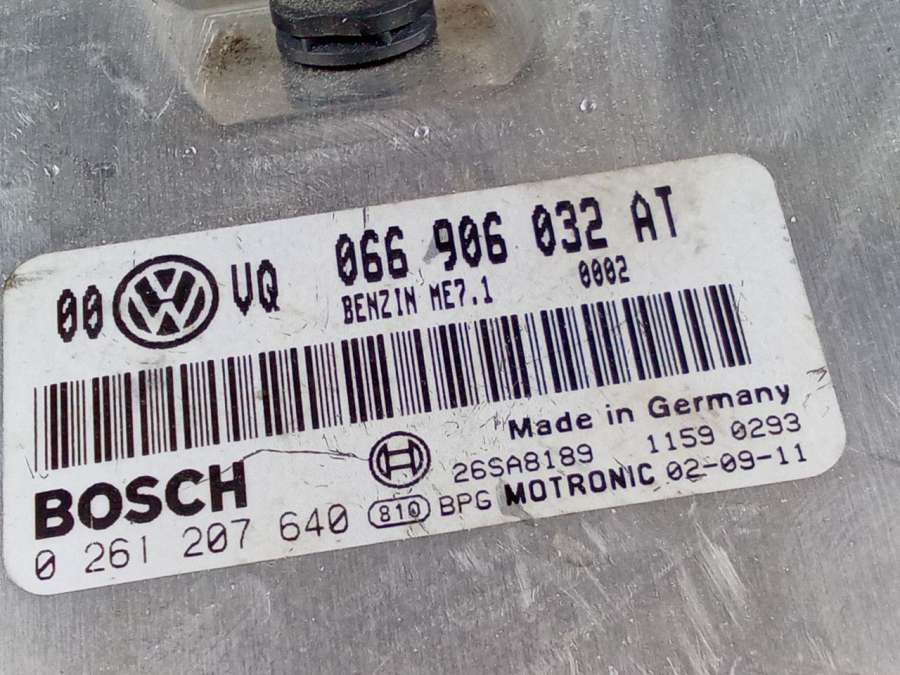 00 VQ 066 906 032 AT
BENZIN ME7.1 0002
Made in Germany
BOSCH 26SA8189 1159 0293
0 261 207 640 810 BPG MOTRONIC 02-09-11